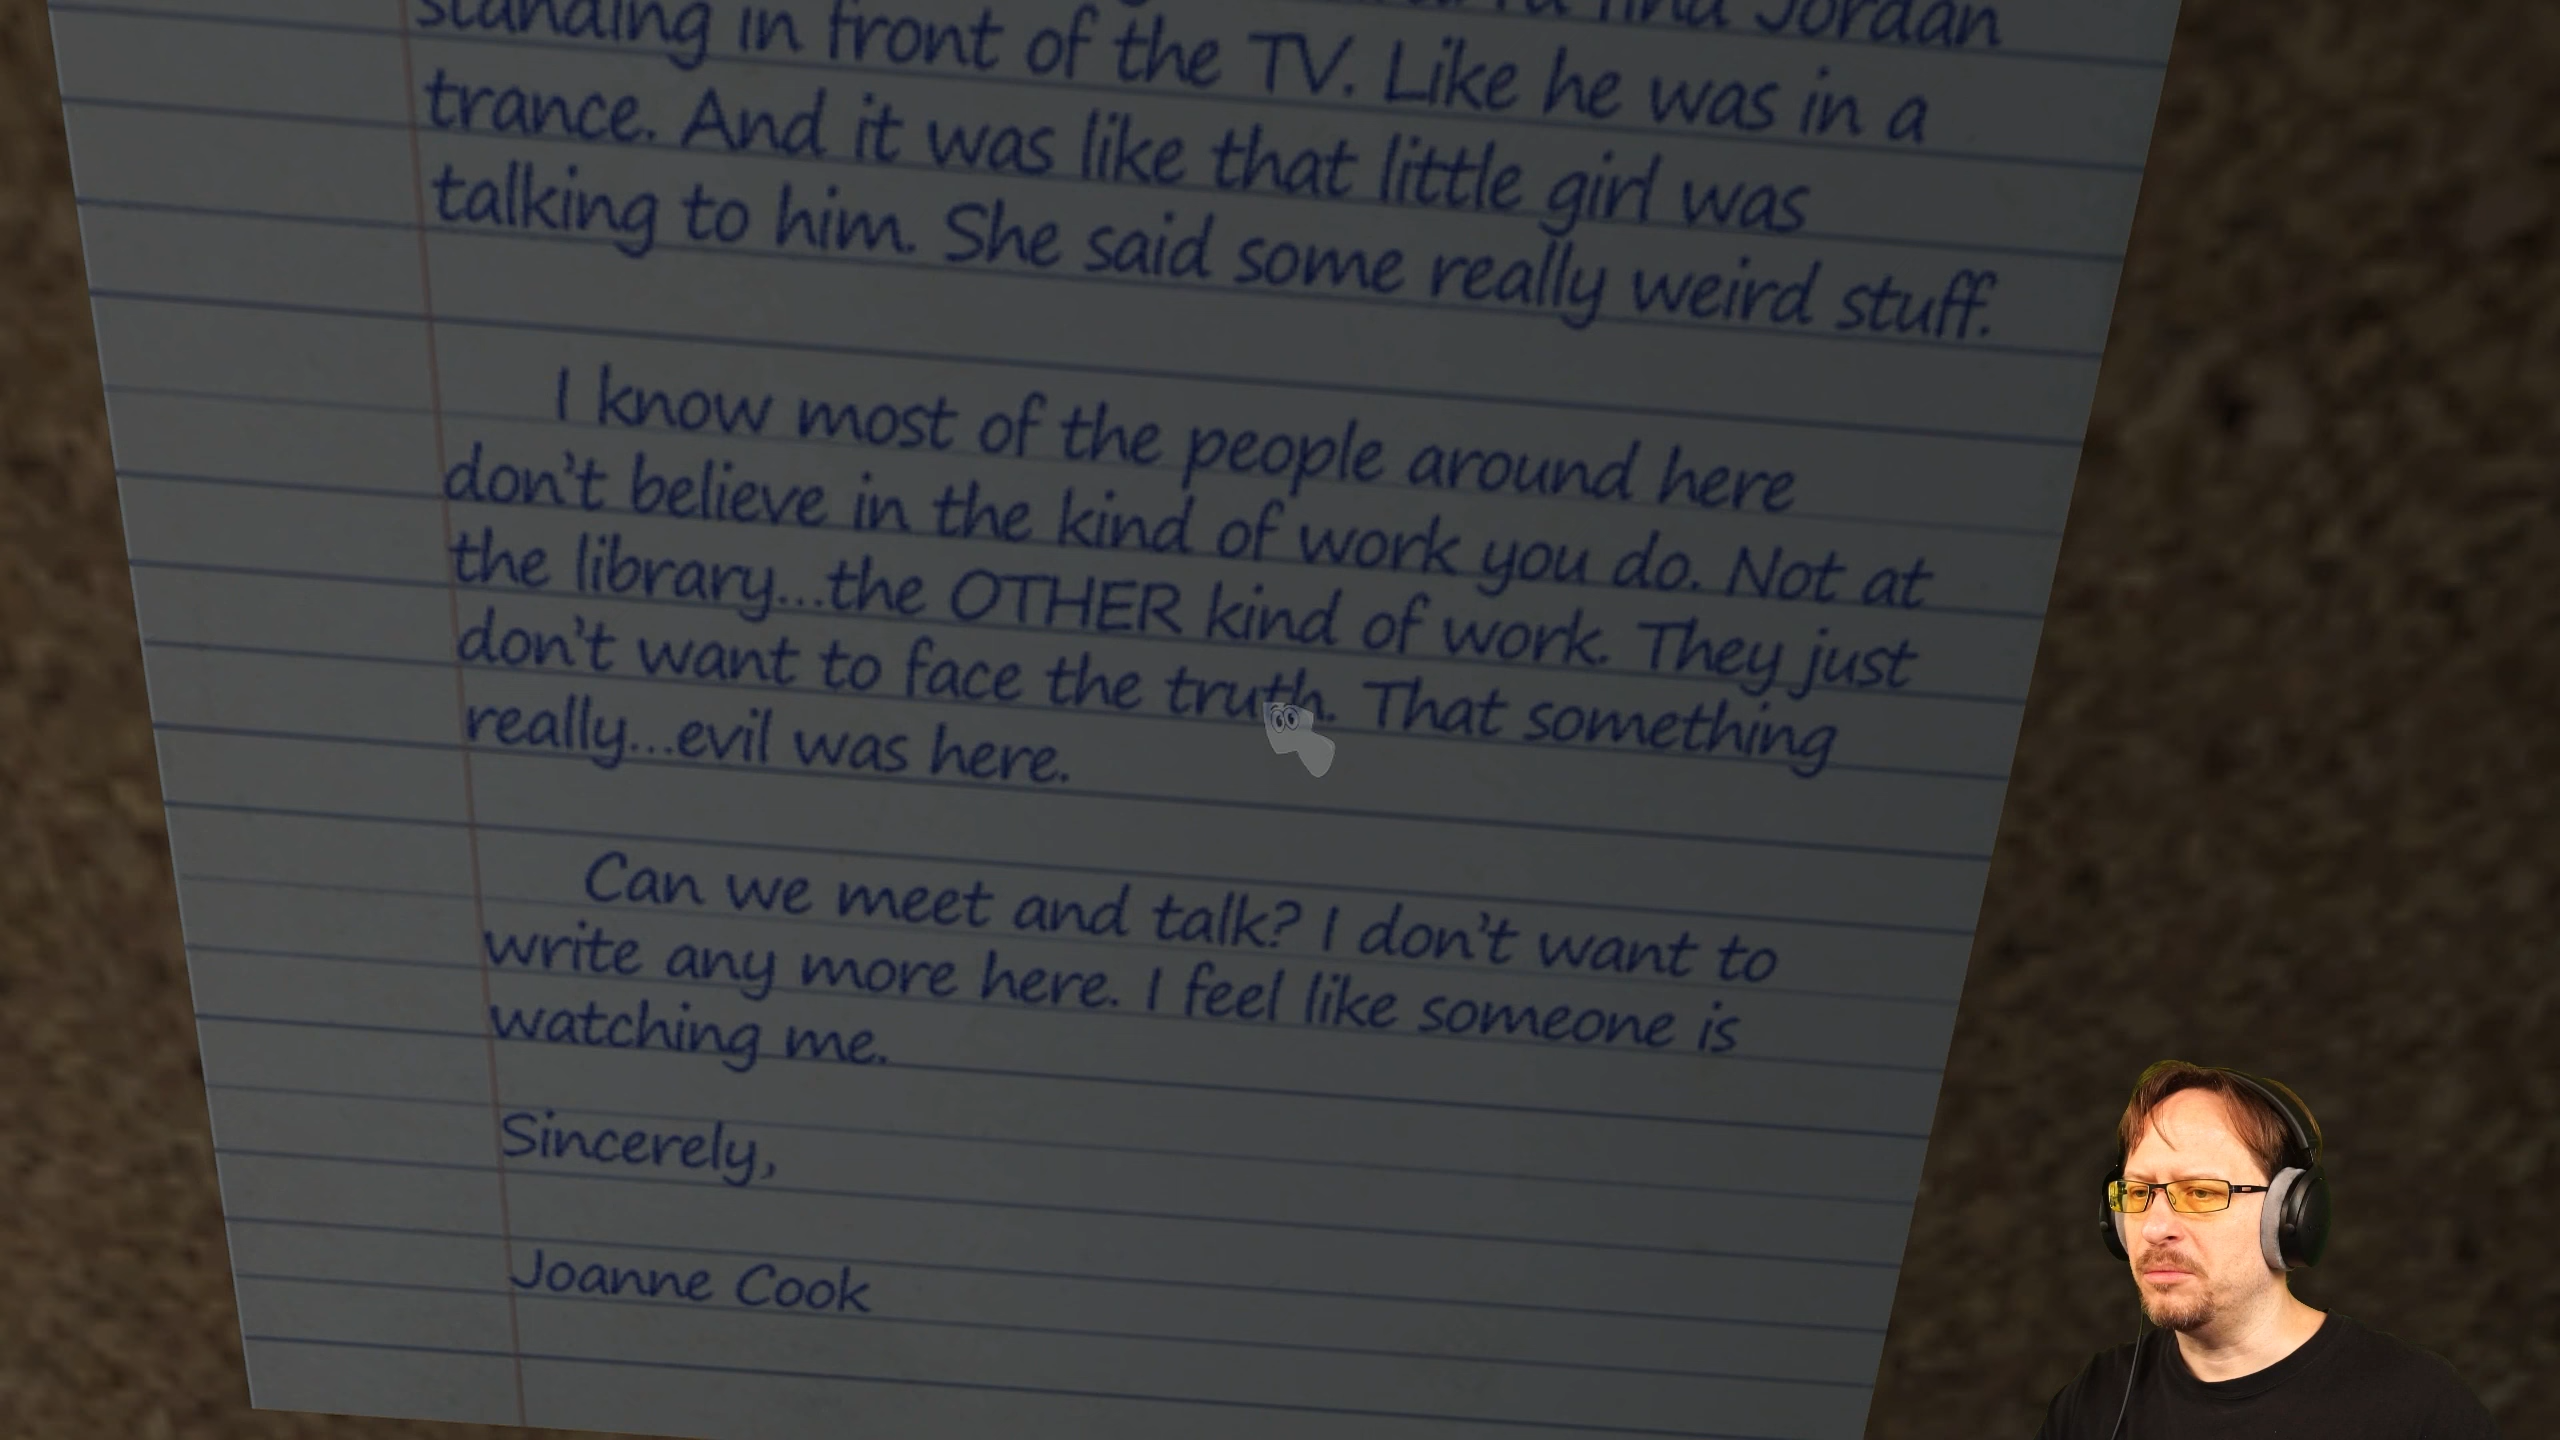 find Jordan
standing in front of the TV. Like he was in a
trance. And it was like that little girl was
talking to him. She said some really weird stuff.
I know most of the people around here
don't believe in the kind of work you do. Not at
the library...the OTHER kind of work. They just
don't want to face the truth. That something
really...evil was here.
Can we meet and talk? I don't want to
write any more here. I feel like someone is
watching me.
Sincerely,
Joanne Cook